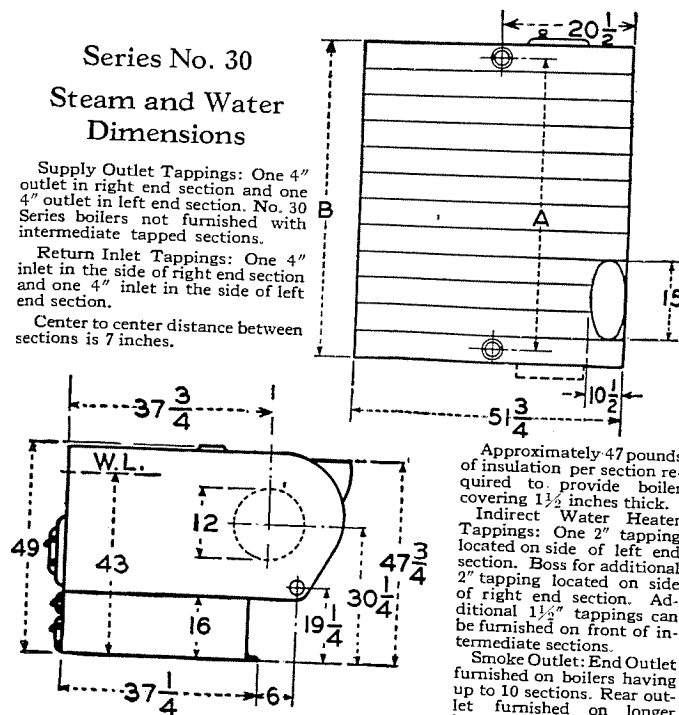 Series No. 30
Steam and Water
Dimensions
Supply Outlet Tappings: One 4"
outlet in right end section and one
4" outlet in left end section. No. 30
Series boilers not furnished with
intermediate tapped sections.
Return Inlet Tappings: One 4"
inlet in the side of right end section
and one 4" inlet in the side of left
end section.
Center to center distance between
sections is 7 inches.
20 1/2
B
A
15
10 1/2
51 3/4
37 3/4
W.L.
12
49
43
47 3/4
30 1/4
19 1/4
16
37 1/4
6
Approximately 47 pounds
of insulation per section re-
quired to provide boiler
covering 1½ inches thick.
Indirect Water Heater
Tappings: One 2" tapping
located on side of left end
section. Boss for additional
2" tapping located on side
of right end section. Ad-
ditional 1½" tappings can
be furnished on front of in-
termediate sections.
Smoke Outlet: End Outlet
furnished on boilers having
up to 10 sections. Rear out-
let furnished on longer